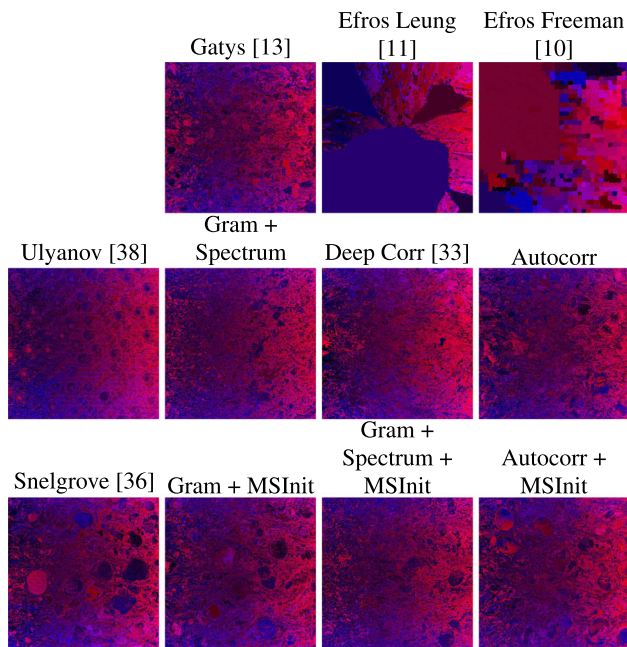 Gatys [13]
Efros Leung
[11]
Efros Freeman
[10]
Ulyanov [38]
Gram +
Spectrum
Deep Corr [33]
Autocorr
Snelgrove [36]
Gram + MSInit
Gram +
Spectrum +
MSInit
Autocorr +
MSInit